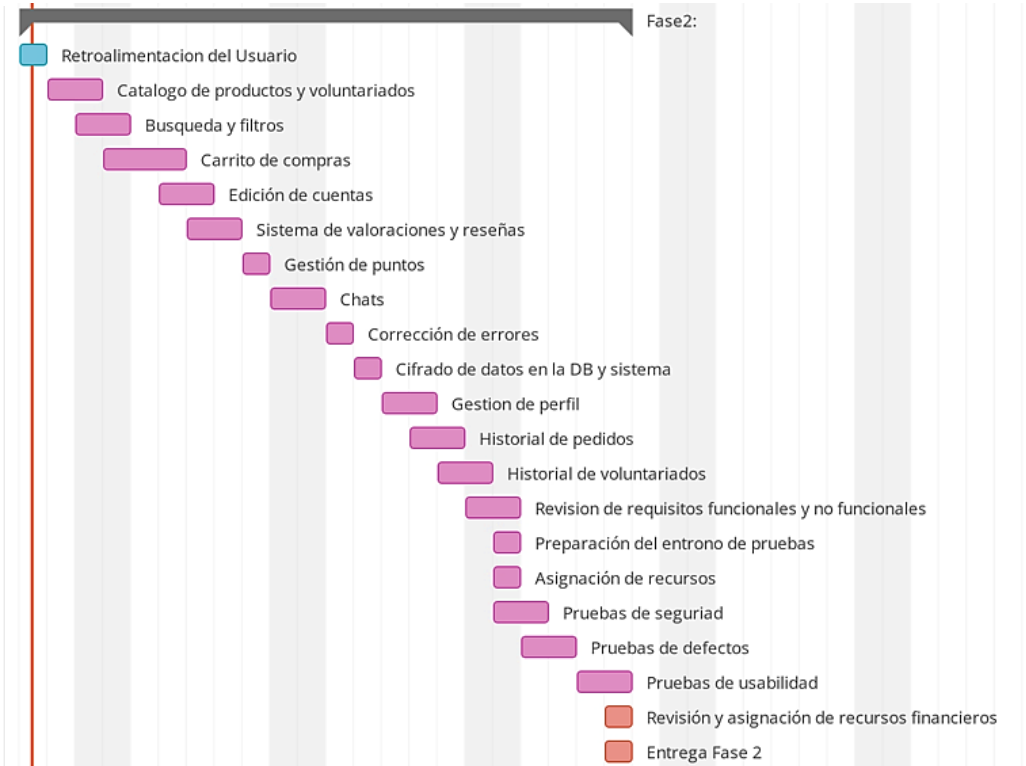 Fase2:
Retroalimentacion del Usuario
Catalogo de productos y voluntariados
Busqueda y filtros
Carrito de compras
Edición de cuentas
Sistema de valoraciones y reseñas
Gestión de puntos
Chats
Corrección de errores
Cifrado de datos en la DB y sistema
Gestion de perfil
Historial de pedidos
Historial de voluntariados
Revision de requisitos funcionales y no funcionales
Preparación del entrono de pruebas
Asignación de recursos
Pruebas de seguriad
Pruebas de defectos
Pruebas de usabilidad
Revisión y asignación de recursos financieros
Entrega Fase 2